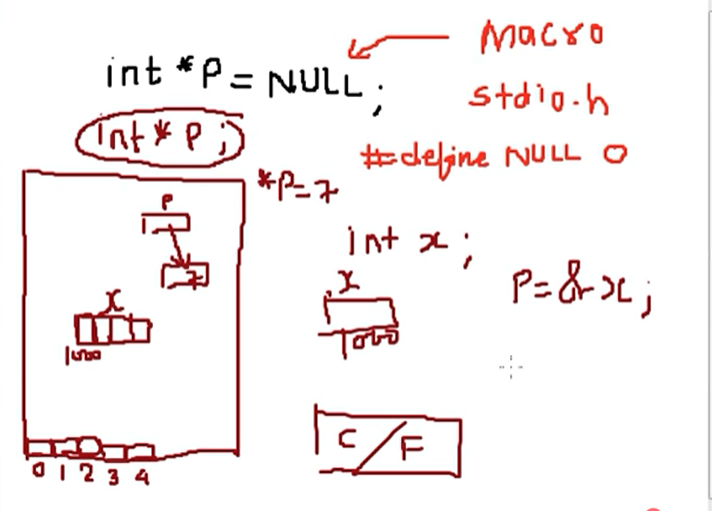 int *P = NULL;
Macro
stdio.h
#define NULL 0
int * P;
*P=7
P
7
x
1000
0 1 2 3 4
int x;
x
1000
P=&x;
C/F